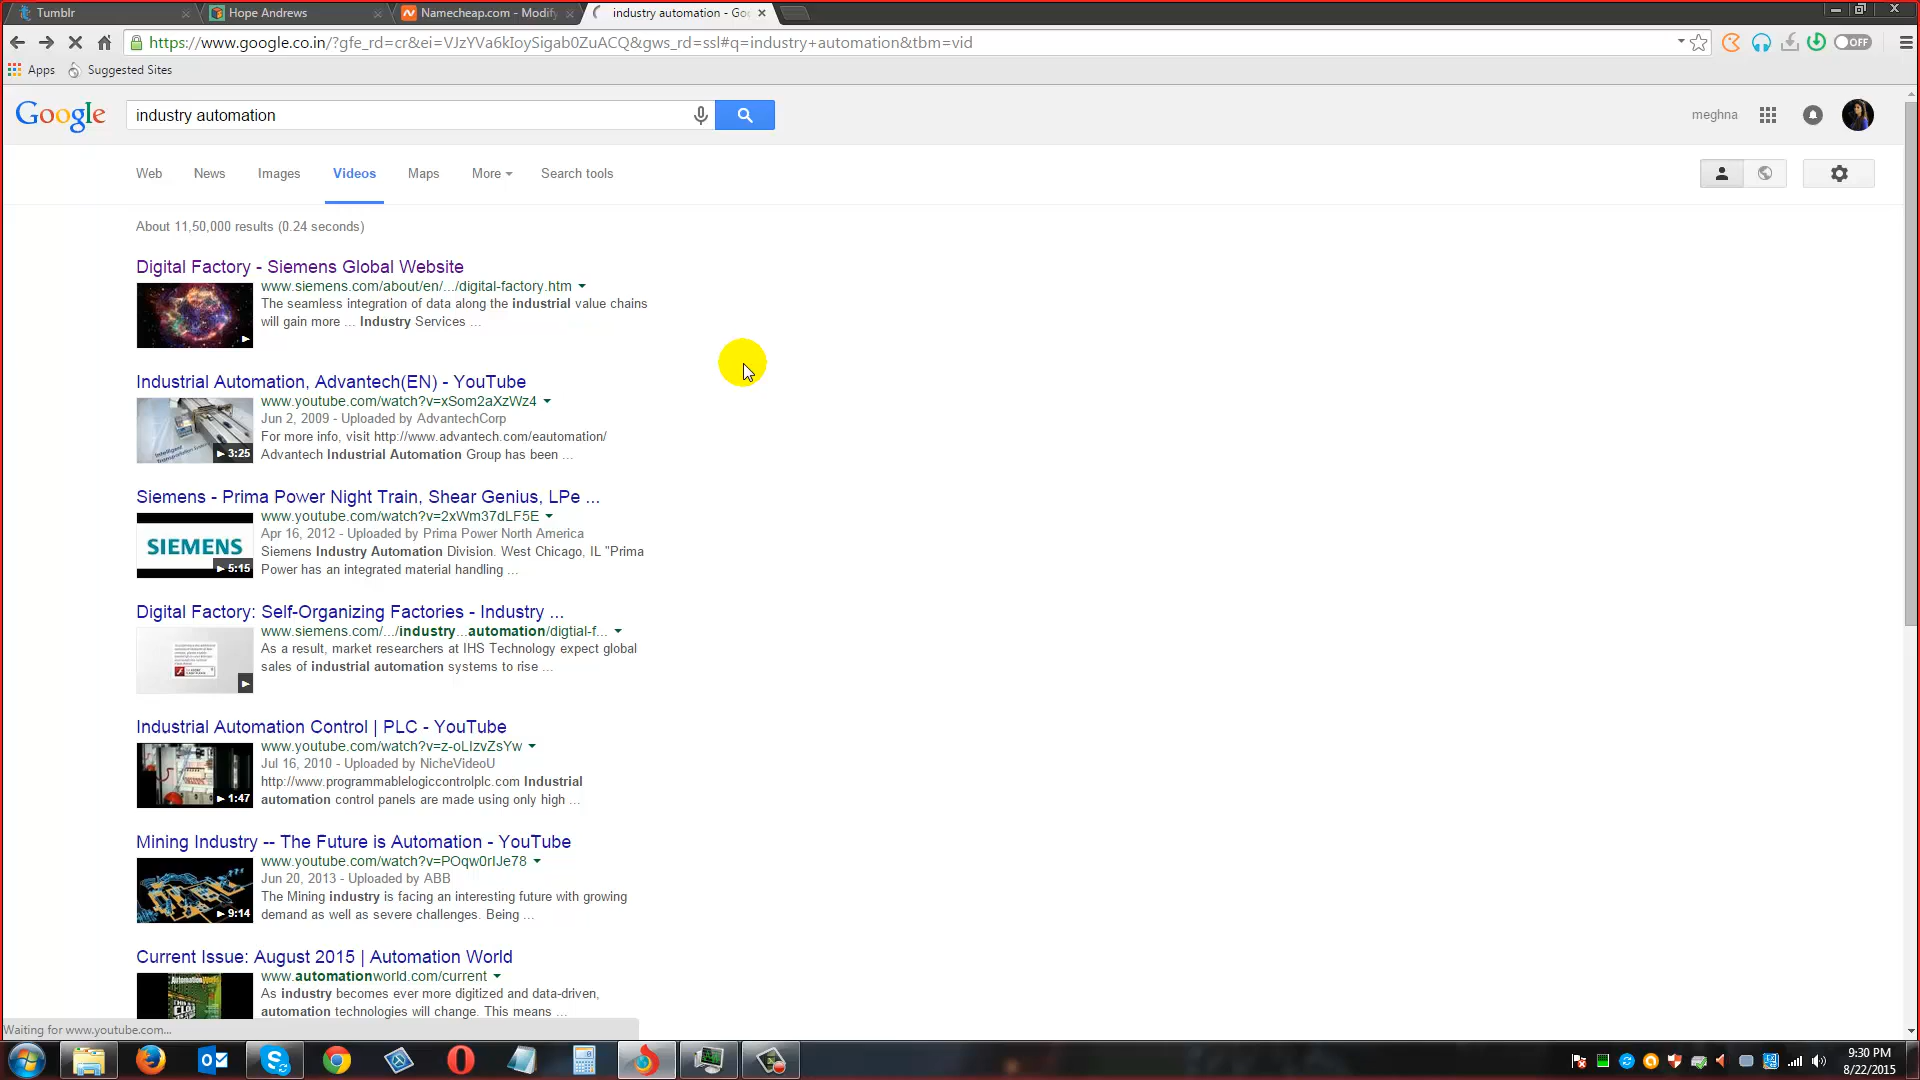 Tumblr
Hope Andrews
Namecheap.com - Modify
industry automation - Goo
https://www.google.co.in/?gfe_rd=cr&ei=VJzYVa6kIoySigab0ZuACQ&gws_rd=ssl#q=industry+automation&tbm=vid
OFF
Apps
Suggested Sites
Google
industry automation
meghna
Web
News
Images
Videos
Maps
More
Search tools
About 11,50,000 results (0.24 seconds)
Digital Factory - Siemens Global Website
www.siemens.com/about/en/.../digital-factory.htm
The seamless integration of data along the industrial value chains
will gain more ... Industry Services ...
Industrial Automation, Advantech(EN) - YouTube
www.youtube.com/watch?v=xSom2aXzWz4
Jun 2, 2009 - Uploaded by AdvantechCorp
For more info, visit http://www.advantech.com/eautomation/
Advantech Industrial Automation Group has been ...
3:25
Siemens - Prima Power Night Train, Shear Genius, LPe ...
www.youtube.com/watch?v=2xWm37dLF5E
Apr 16, 2012 - Uploaded by Prima Power North America
Siemens Industry Automation Division. West Chicago, IL "Prima
Power has an integrated material handling ...
SIEMENS
5:15
Digital Factory: Self-Organizing Factories - Industry ...
www.siemens.com/.../industry...automation/digtial-f...
As a result, market researchers at IHS Technology expect global
sales of industrial automation systems to rise ...
Industrial Automation Control | PLC - YouTube
www.youtube.com/watch?v=z-oLIzvZsYw
Jul 16, 2010 - Uploaded by NicheVideoU
http://www.programmablelogiccontrolplc.com Industrial
automation control panels are made using only high ...
1:47
Mining Industry -- The Future is Automation - YouTube
www.youtube.com/watch?v=POqw0rIJe78
Jun 20, 2013 - Uploaded by ABB
The Mining industry is facing an interesting future with growing
demand as well as severe challenges. Being ...
9:14
Current Issue: August 2015 | Automation World
www.automationworld.com/current
As industry becomes ever more digitized and data-driven,
automation technologies will change. This means ...
Waiting for www.youtube.com...
9:30 PM
8/22/2015